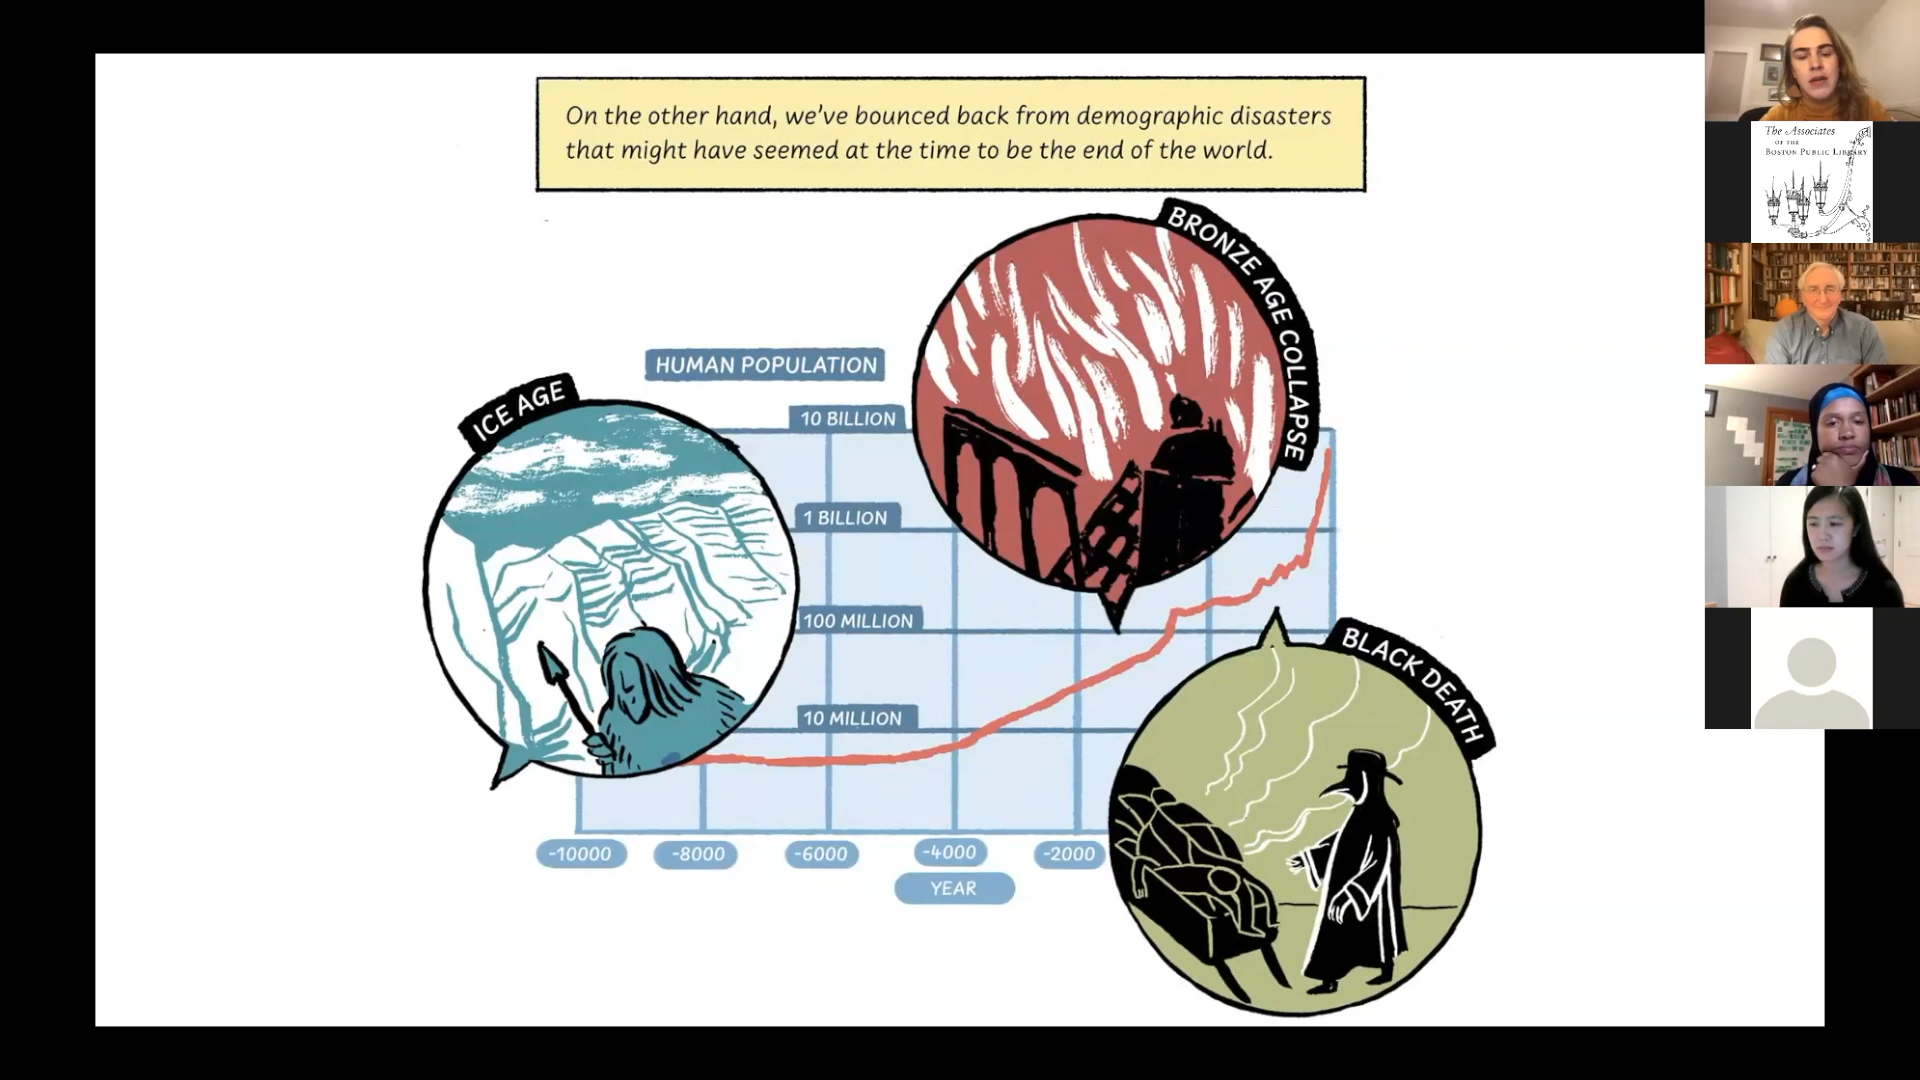 On the other hand, we've bounced back from demographic disasters
that might have seemed at the time to be the end of the world.
BRONZE AGE COLLAPSE
HUMAN POPULATION
ICE AGE
10 BILLION
1 BILLION
100 MILLION
BLACK DEATH
10 MILLION
-10000
-8000
-6000
-4000
-2000
YEAR
The Associates
OF THE
BOSTON PUBLIC LIBRARY